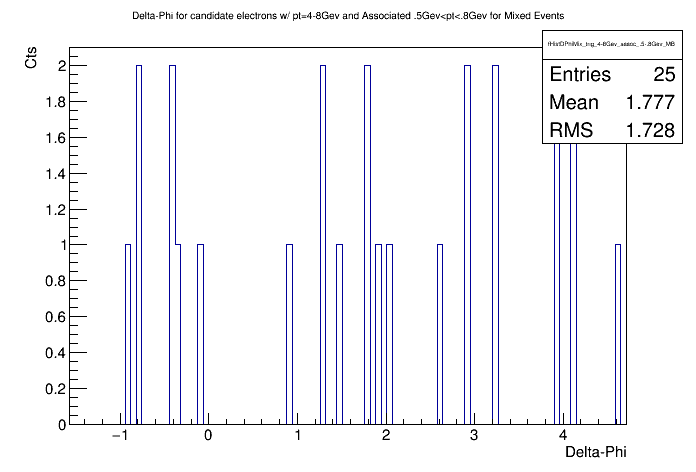 Delta-Phi for candidate electrons w/ pt=4-8Gev and Associated .5Gev<pt<.8Gev for Mixed Events
Cts
fHistDPhiMix_trig_4-8Gev_assoc_.5-.8Gev_MB
Entries 25
Mean 1.777
RMS 1.728
2
1.8
1.6
1.4
1.2
1
0.8
0.6
0.4
0.2
0
−1 0 1 2 3 4
Delta-Phi